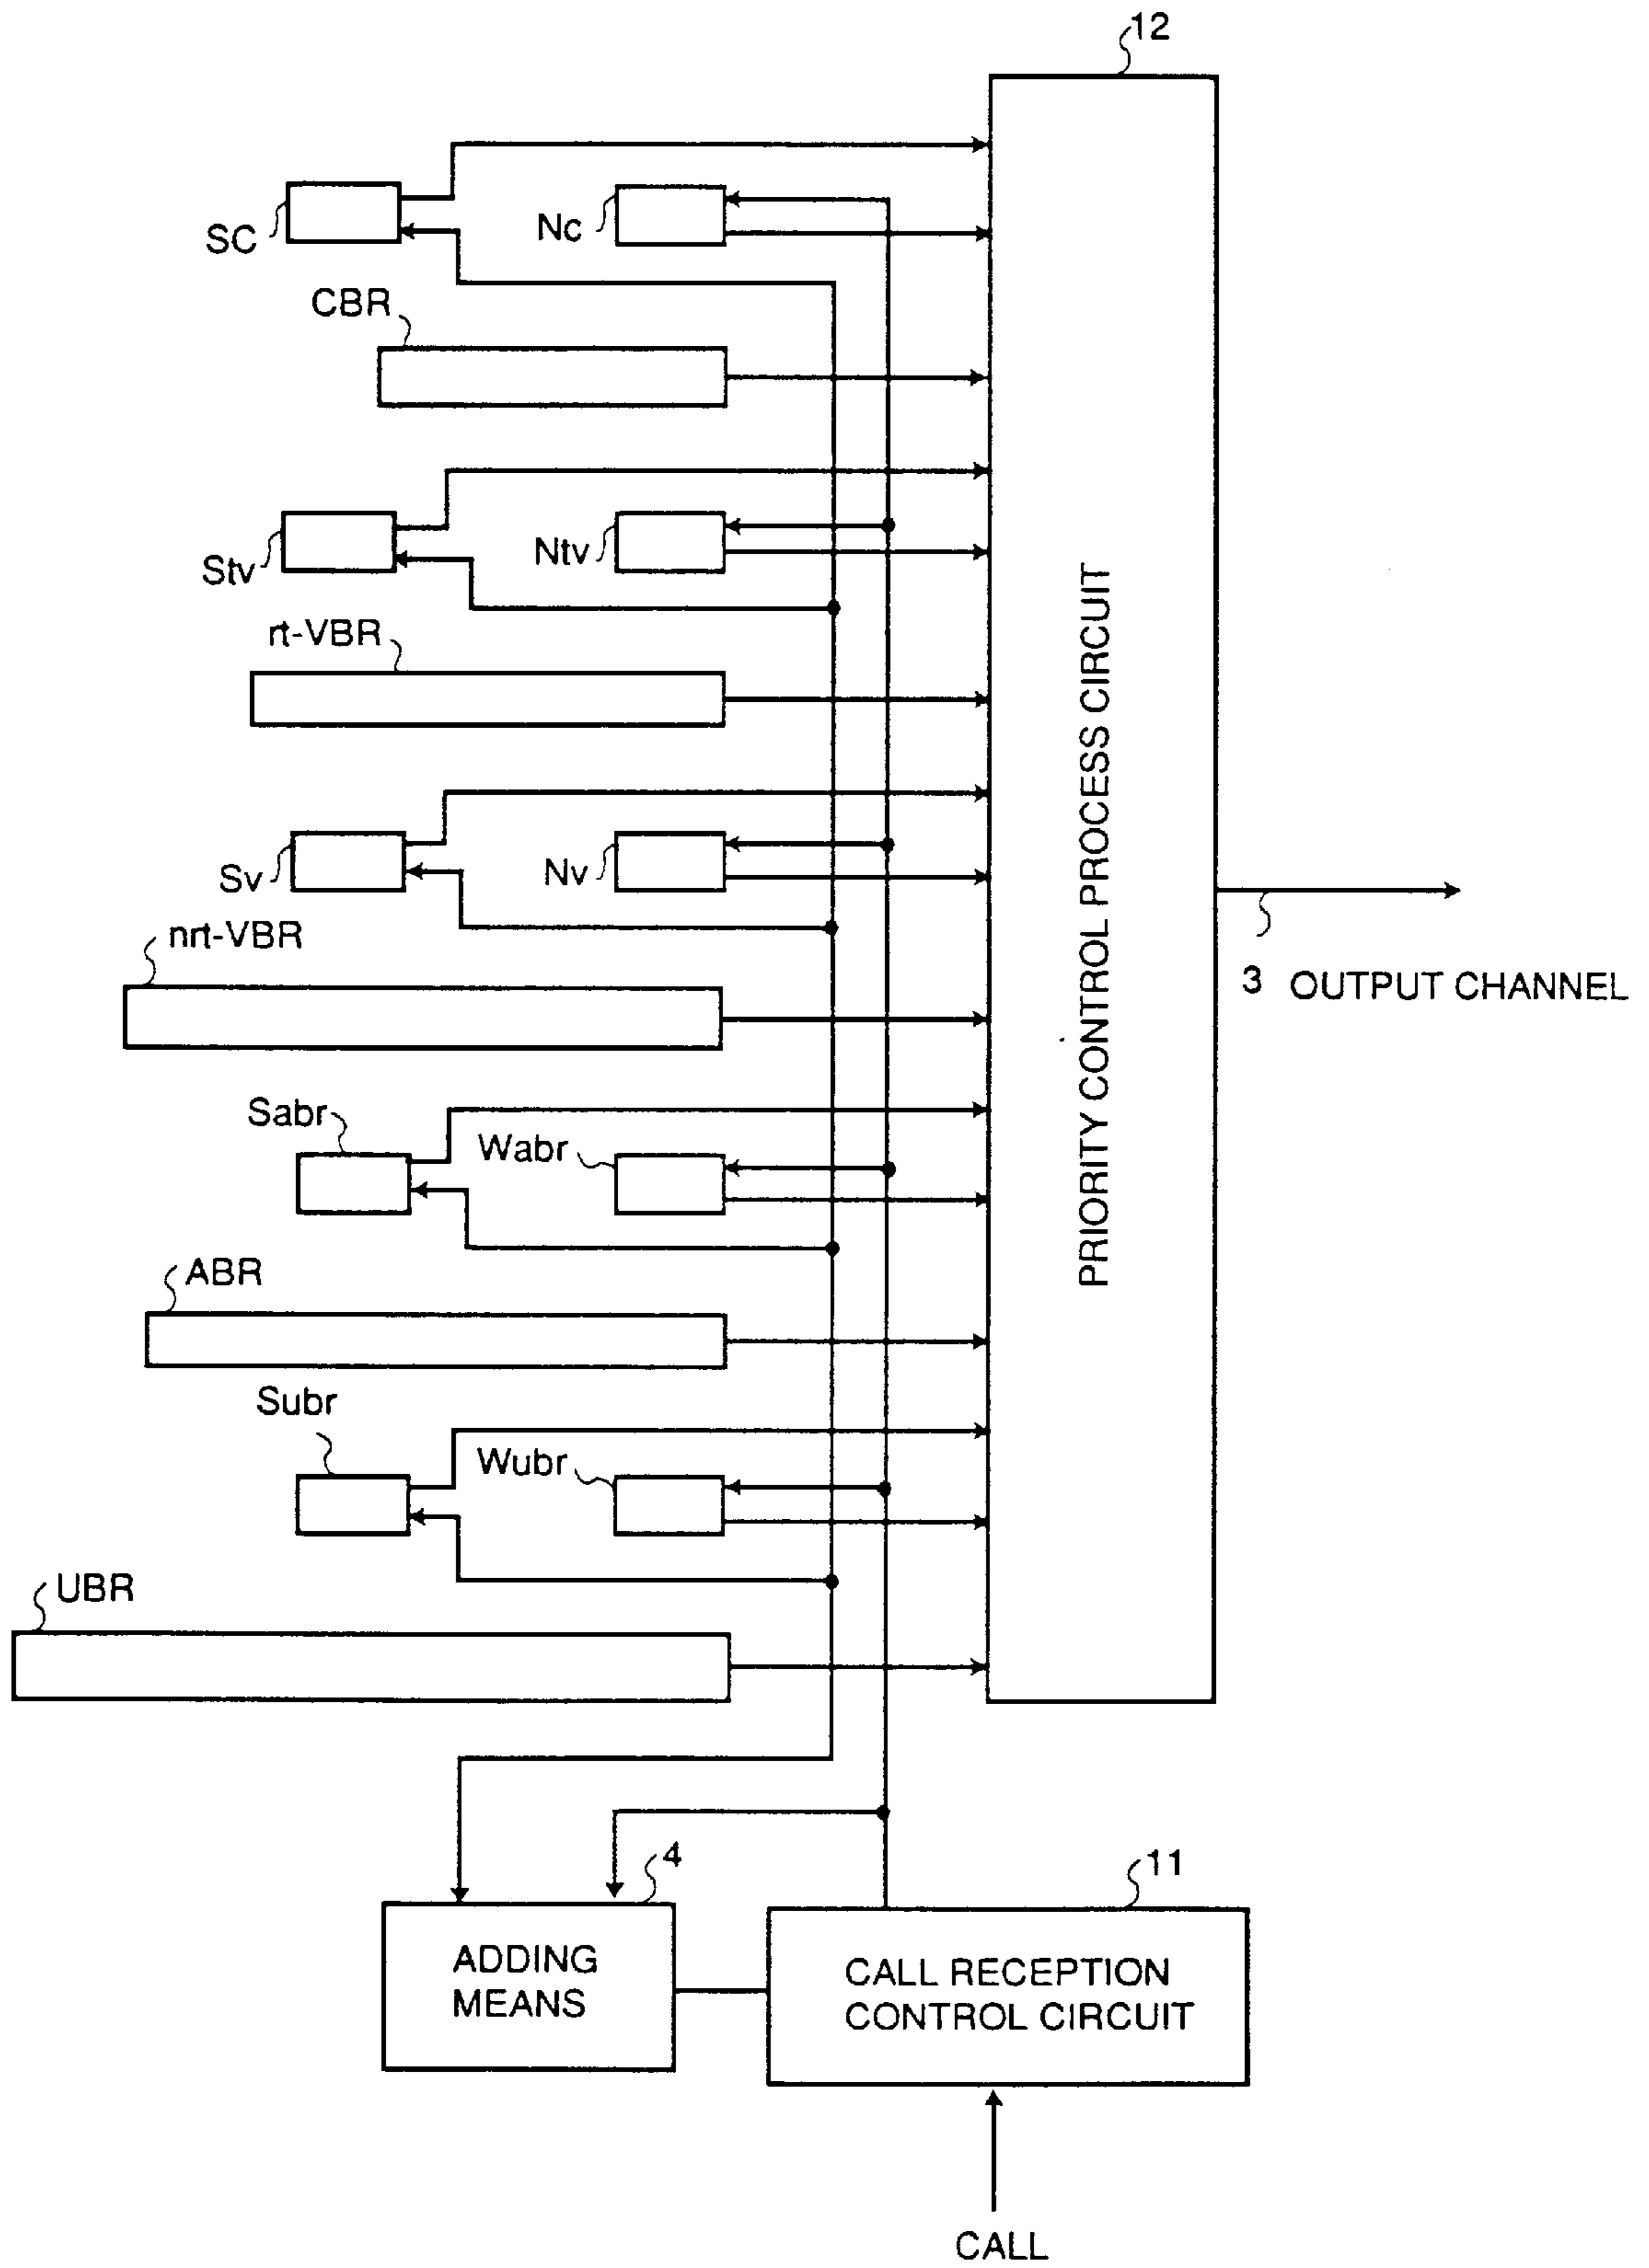 12
SC
Nc
CBR
Stv
Ntv
rt-VBR
PRIORITY CONTROL PROCESS CIRCUIT
Sv
Nv
nrt-VBR
3 OUTPUT CHANNEL
Sabr
Wabr
ABR
Subr
Wubr
UBR
4
11
ADDING
MEANS
CALL RECEPTION
CONTROL CIRCUIT
CALL